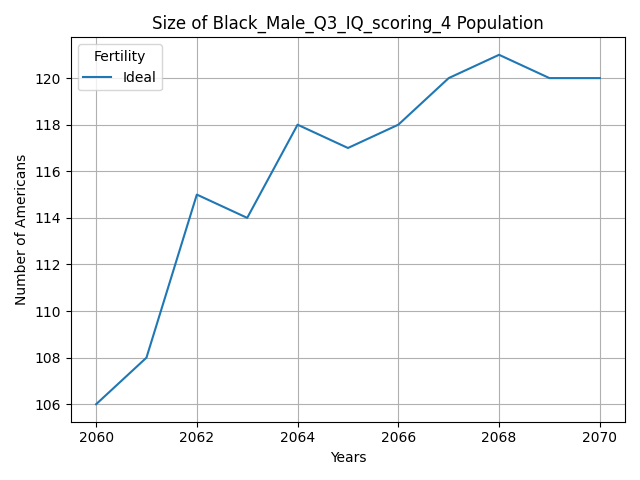 Size of Black_Male_Q3_IQ_scoring_4 Population
Fertility
Ideal
Number of Americans
120
118
116
114
112
110
108
106
2060
2062
2064
2066
2068
2070
Years